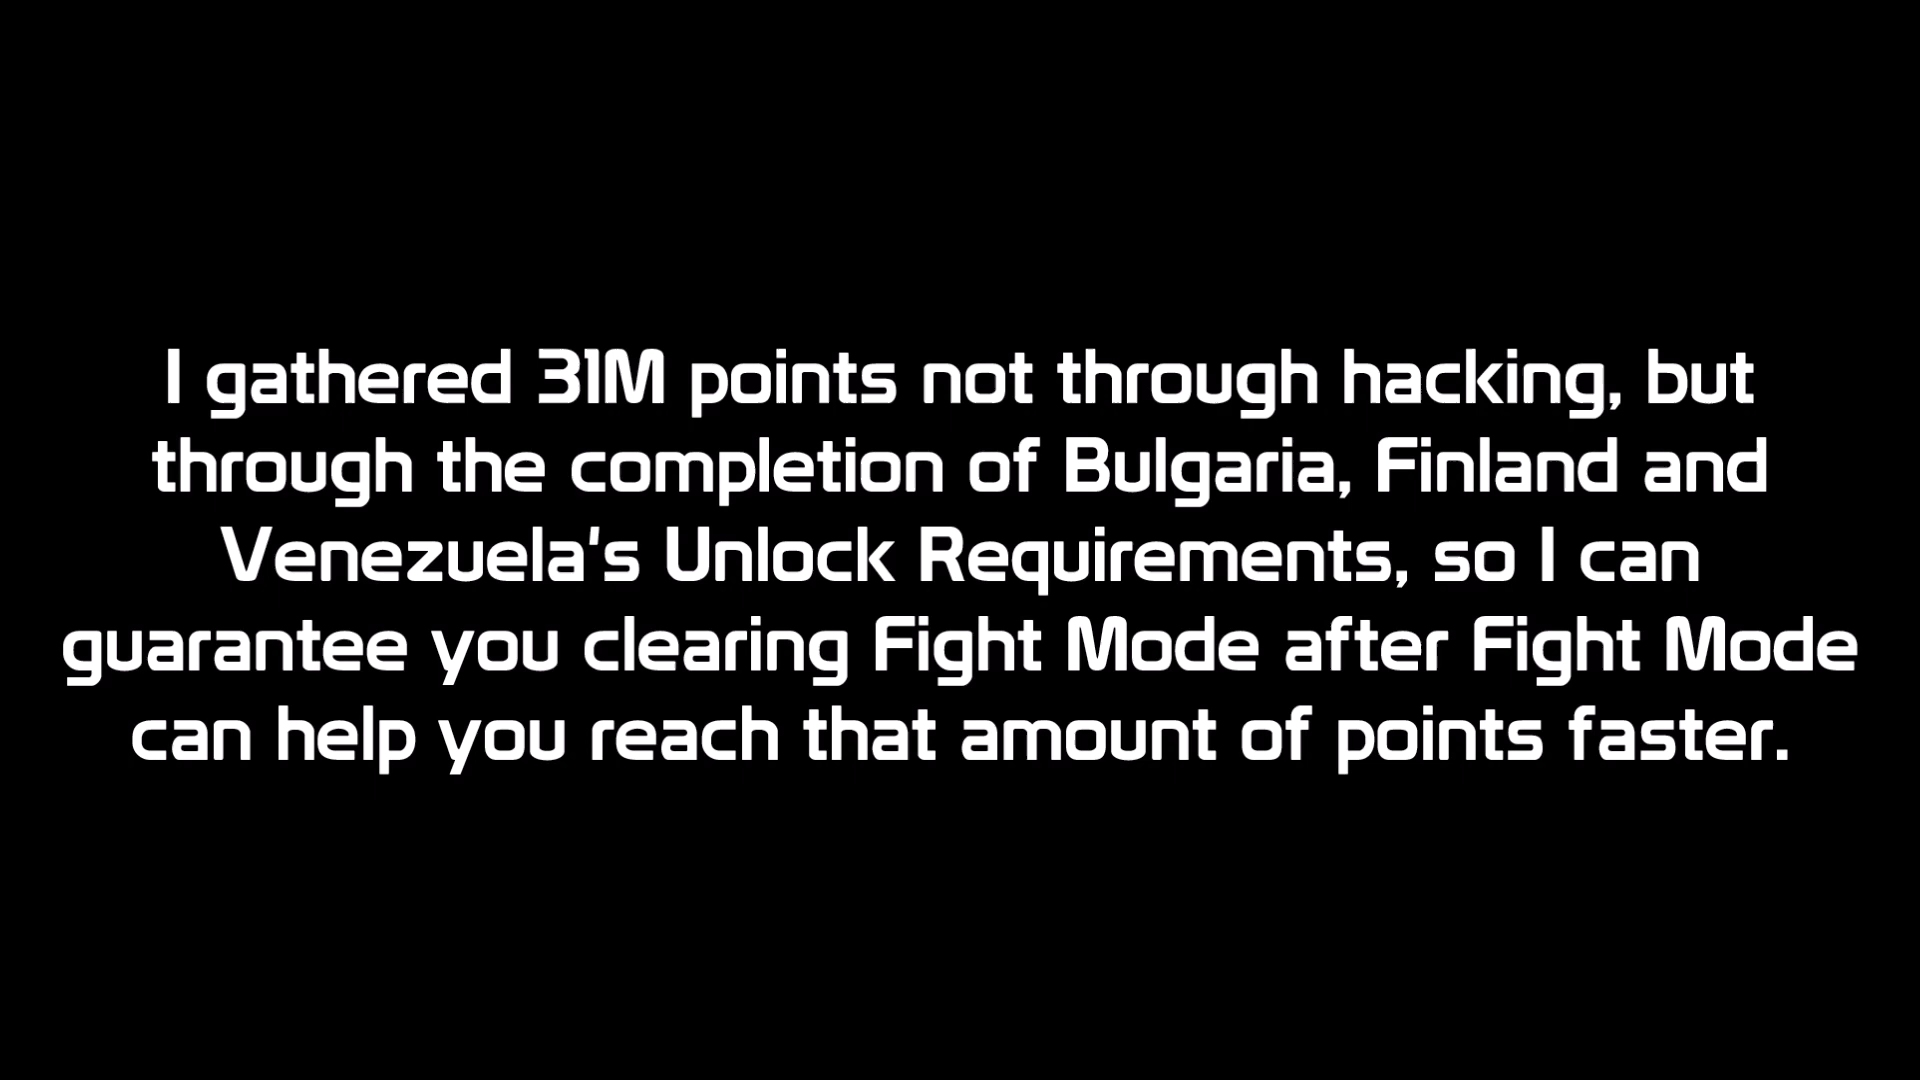 I gathered 31M points not through hacking, but
through the completion of Bulgaria, Finland and
Venezuela's Unlock Requirements, so I can
guarantee you clearing Fight Mode after Fight Mode
can help you reach that amount of points faster.